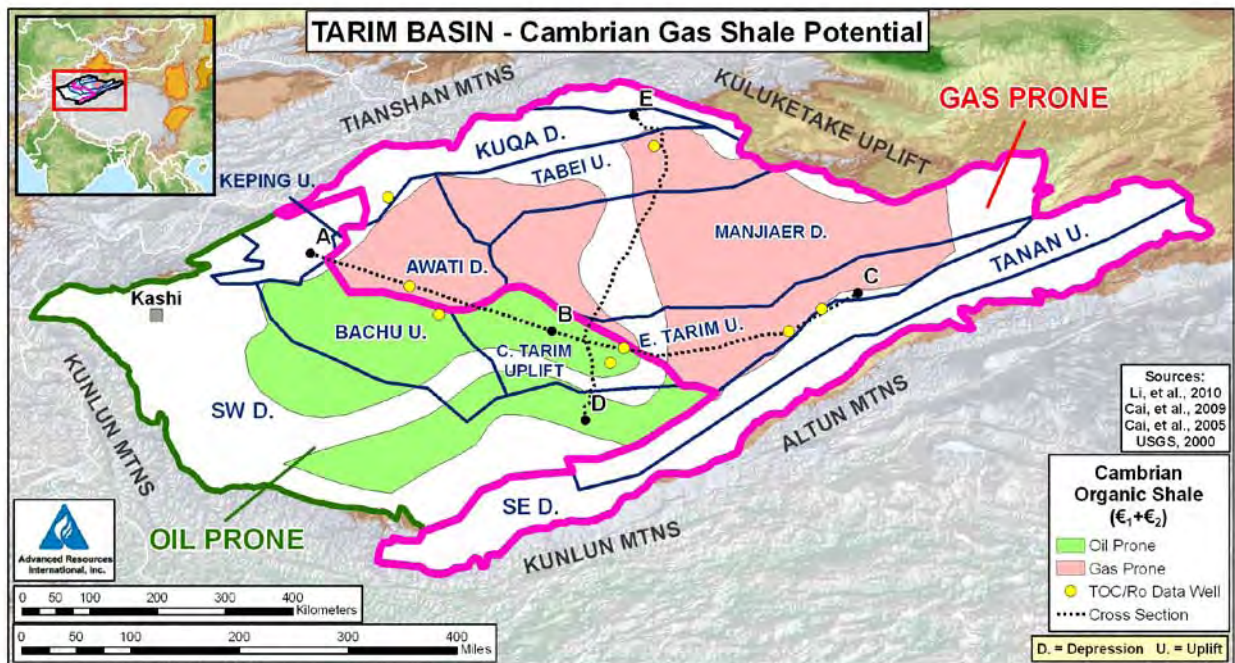 TARIM BASIN - Cambrian Gas Shale Potential
TIANSHAN MTNS
KULUKETAKE UPLIFT
GAS PRONE
E
KUQA D.
TABEI U.
KEPING U.
A
MANJIAER D.
TANAN U.
AWATI D.
C
Kashi
BACHU U.
B
E. TARIM U.
C. TARIM
UPLIFT
SW D.
D
KUNLUN MTNS
ALTUN MTNS
OIL PRONE
SE D.
KUNLUN MTNS
Sources:
Li, et al., 2010
Cai, et al., 2009
Cai, et al., 2005
USGS, 2000
Cambrian
Organic Shale
(€₁+€₂)
Oil Prone
Gas Prone
TOC/Ro Data Well
Cross Section
D. = Depression U. = Uplift
Advanced Resources
International, Inc.
0 50 100 200 300 400
Kilometers
0 50 100 200 300 400
Miles